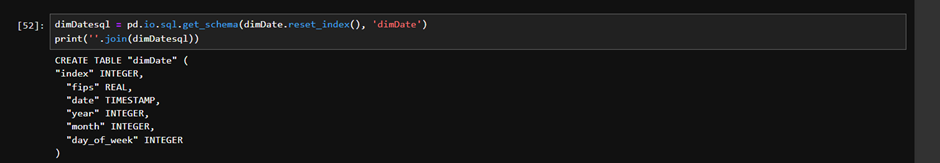 [52]: dimDatesql = pd.io.sql.get_schema(dimDate.reset_index(), 'dimDate')
print(''.join(dimDatesql))
CREATE TABLE "dimDate" (
"index" INTEGER,
  "fips" REAL,
  "date" TIMESTAMP,
  "year" INTEGER,
  "month" INTEGER,
  "day_of_week" INTEGER
)